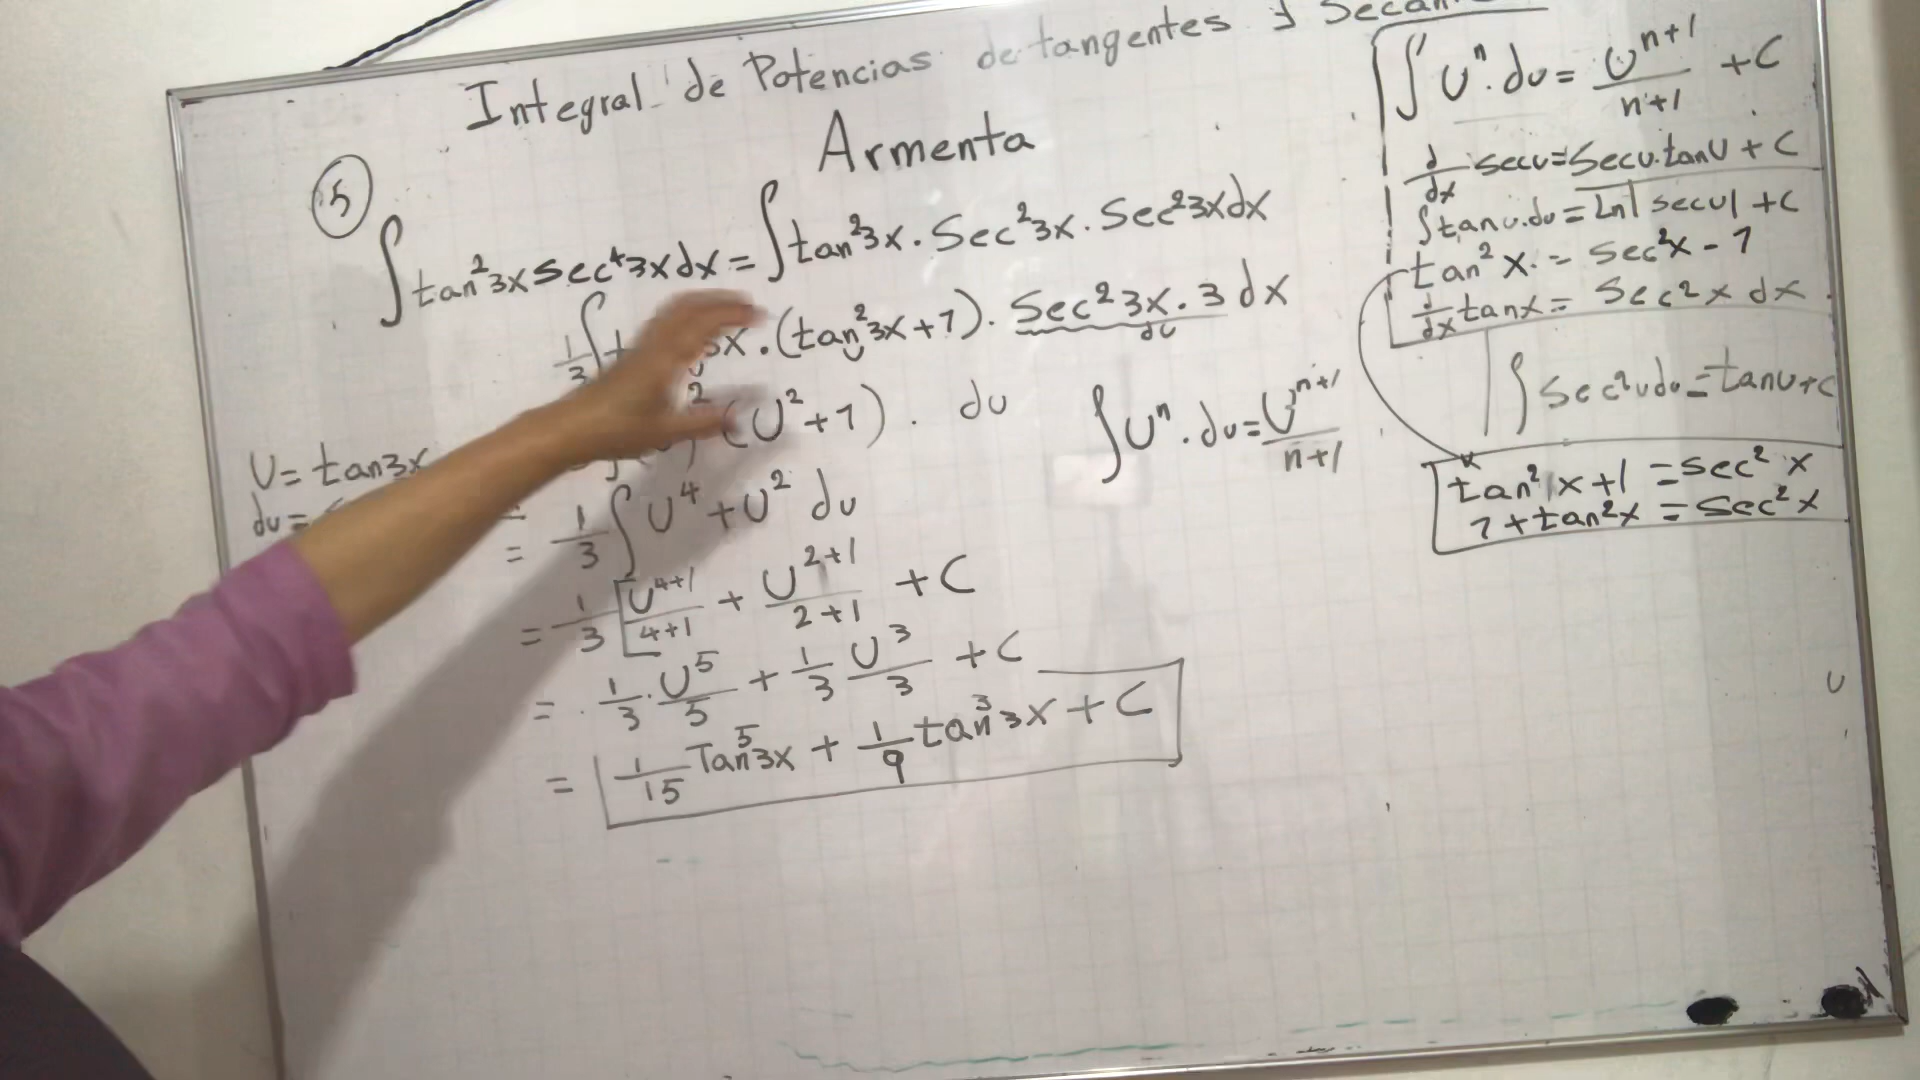 Integral de Potencias de tangentes y
Armenta
5
∫ tan²3x sec⁴3x dx = ∫ tan²3x · Sec²3x · Sec²3x dx
1/3 ∫ 3x · (tan²3x + 1) · Sec²3x · 3 dx
du
² (U² + 1) · du
U = tan3x
du =
= 1/3 ∫ U⁴ + U² du
= 1/3 [ U⁴⁺¹/4+1 + U²⁺¹/2+1 + C
= 1/3 · U⁵/5 + 1/3 U³/3 + C
= 1/15 Tan⁵3x + 1/9 tan³3x + C
∫ Uⁿ · du = Uⁿ⁺¹/n+1
∫ Uⁿ · du = Uⁿ⁺¹/n+1 + C
d/dx secu = Secu · tanU + C
∫ tanu · du = Ln | secu | + C
tan²x = sec²x - 1
d/dx tanx = Sec²x dx
∫ Sec²u du = tanu + C
tan²x + 1 = sec²x
1 + tan²x = Sec²x
U